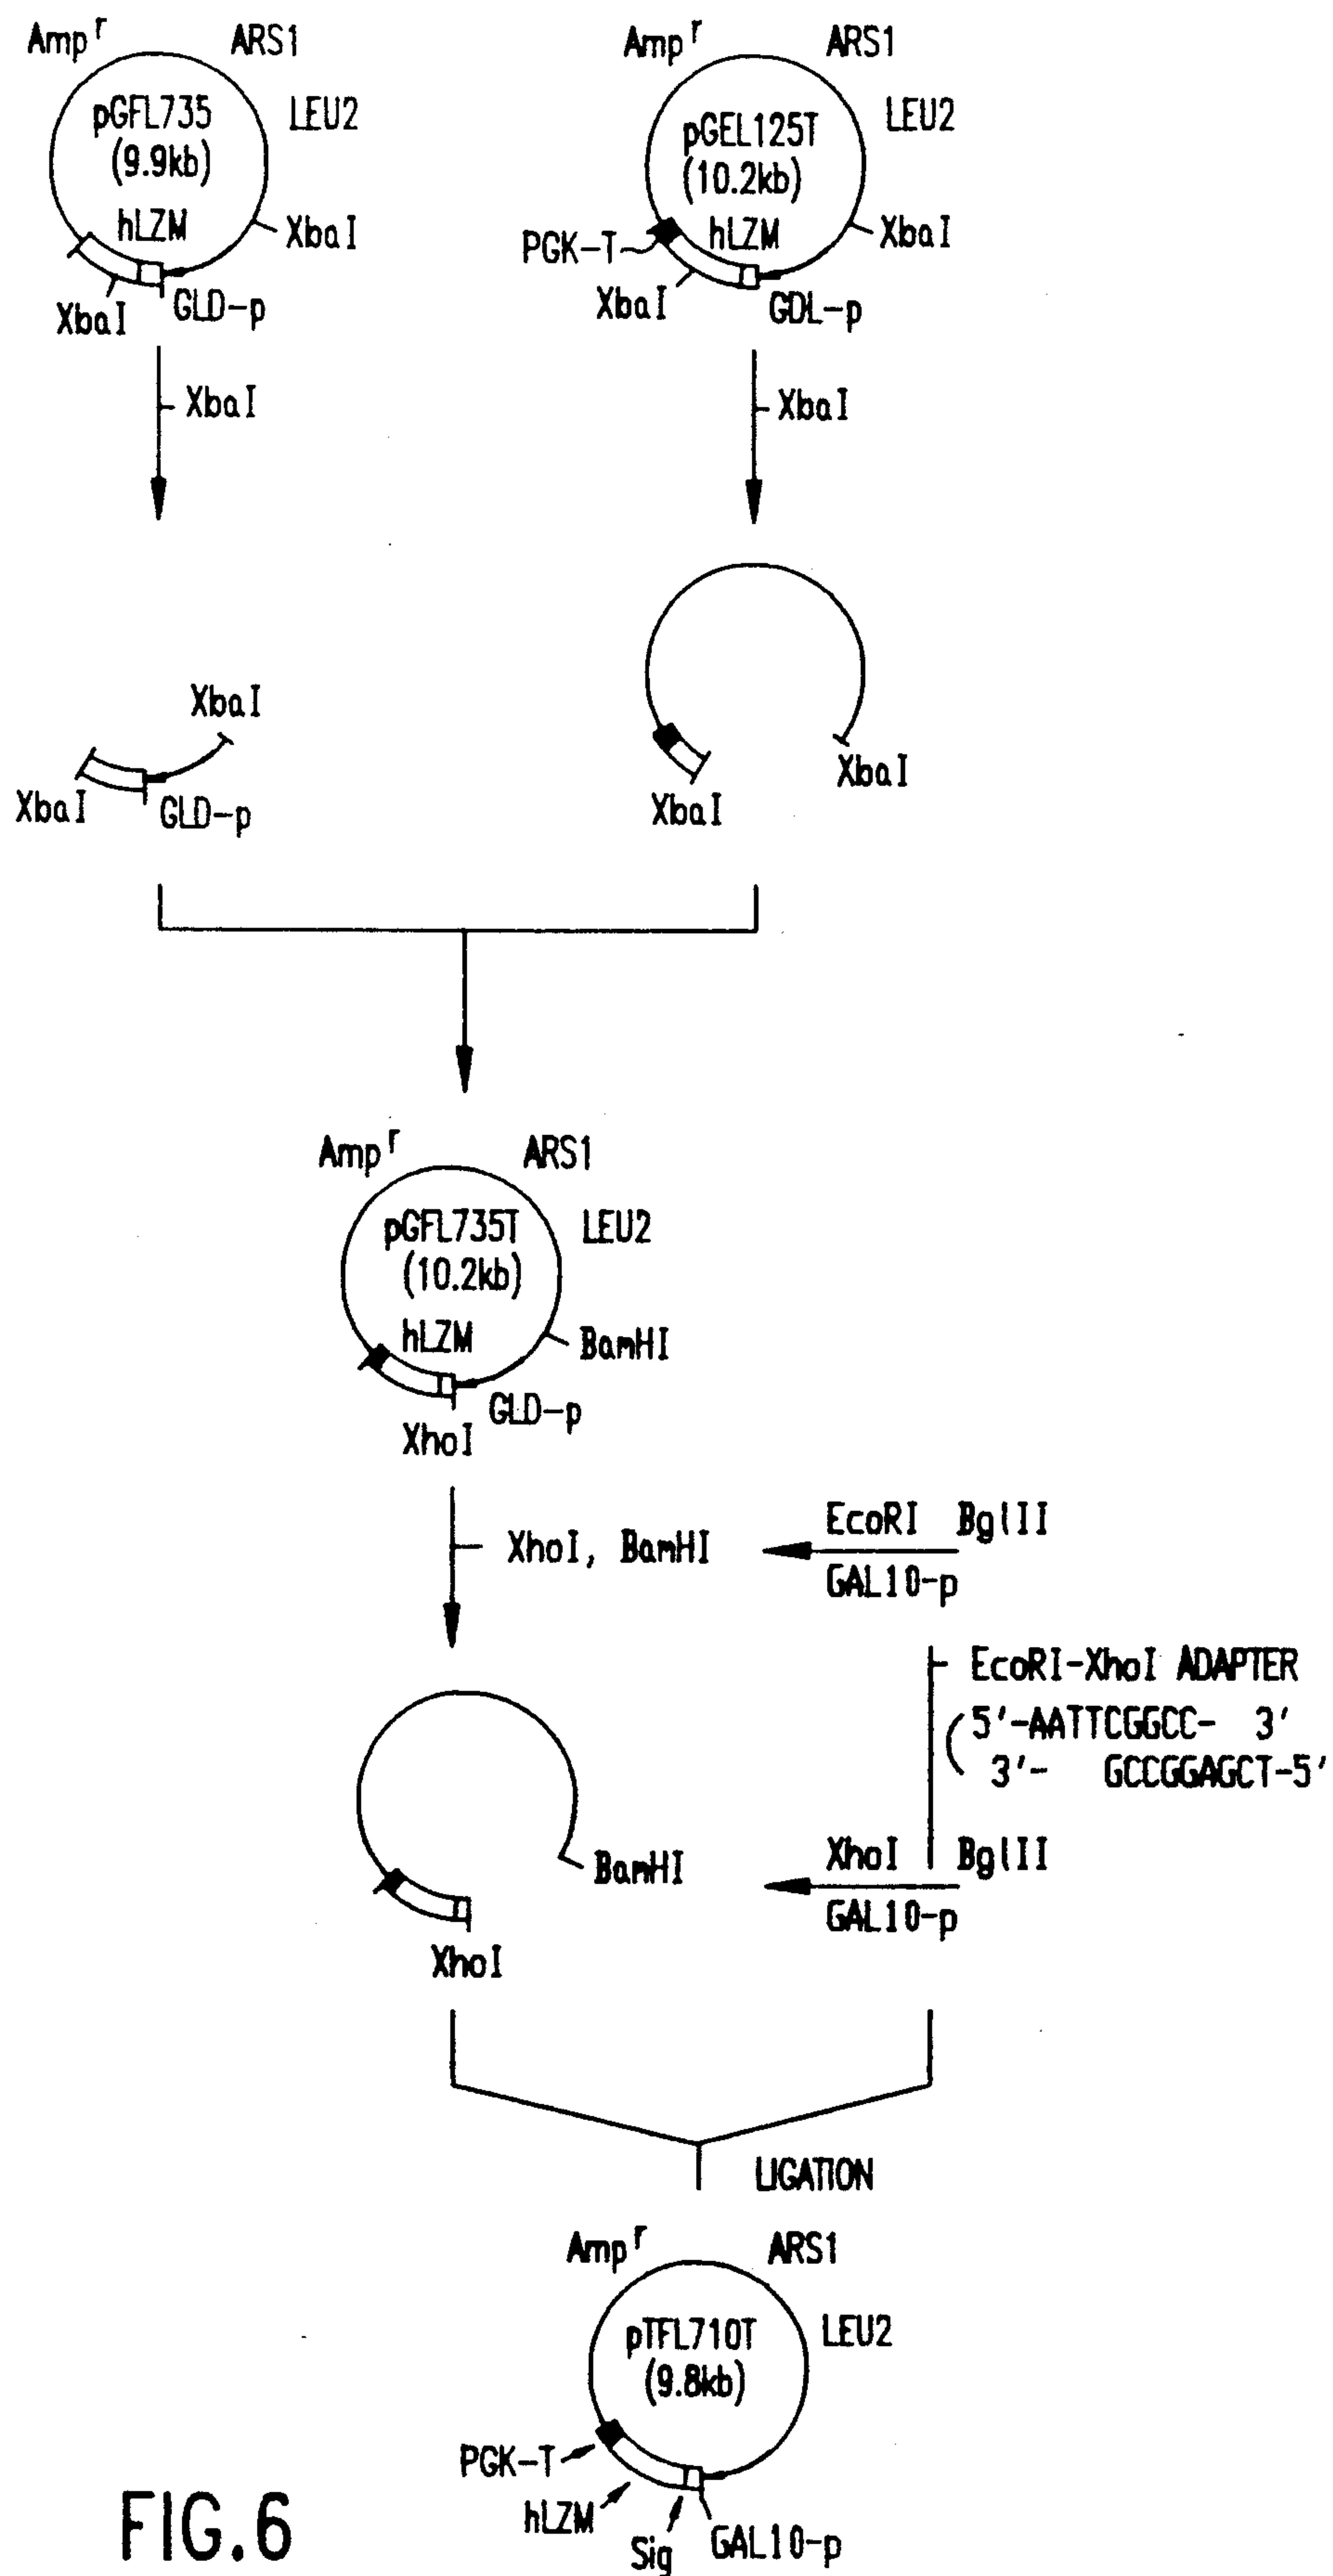 Amp r ARS1
pGFL735 LEU2
(9.9kb)
hLZM
XbaI
XbaI GLD-p
Amp r ARS1
pGEL125T LEU2
(10.2kb)
PGK-T hLZM XbaI
XbaI GDL-p
XbaI
XbaI
XbaI
XbaI GLD-p
XbaI
XbaI
Amp r ARS1
pGFL735T LEU2
(10.2kb)
hLZM BamHI
GLD-p
XhoI
XhoI, BamHI
EcoRI BglII
GAL10-p
EcoRI-XhoI ADAPTER
5'-AATTCGGCC- 3'
3'- GCCGGAGCT-5'
BamHI
XhoI
XhoI BglII
GAL10-p
LIGATION
Amp r ARS1
pTFL710T LEU2
(9.8kb)
PGK-T
hLZM
Sig GAL10-p
FIG.6